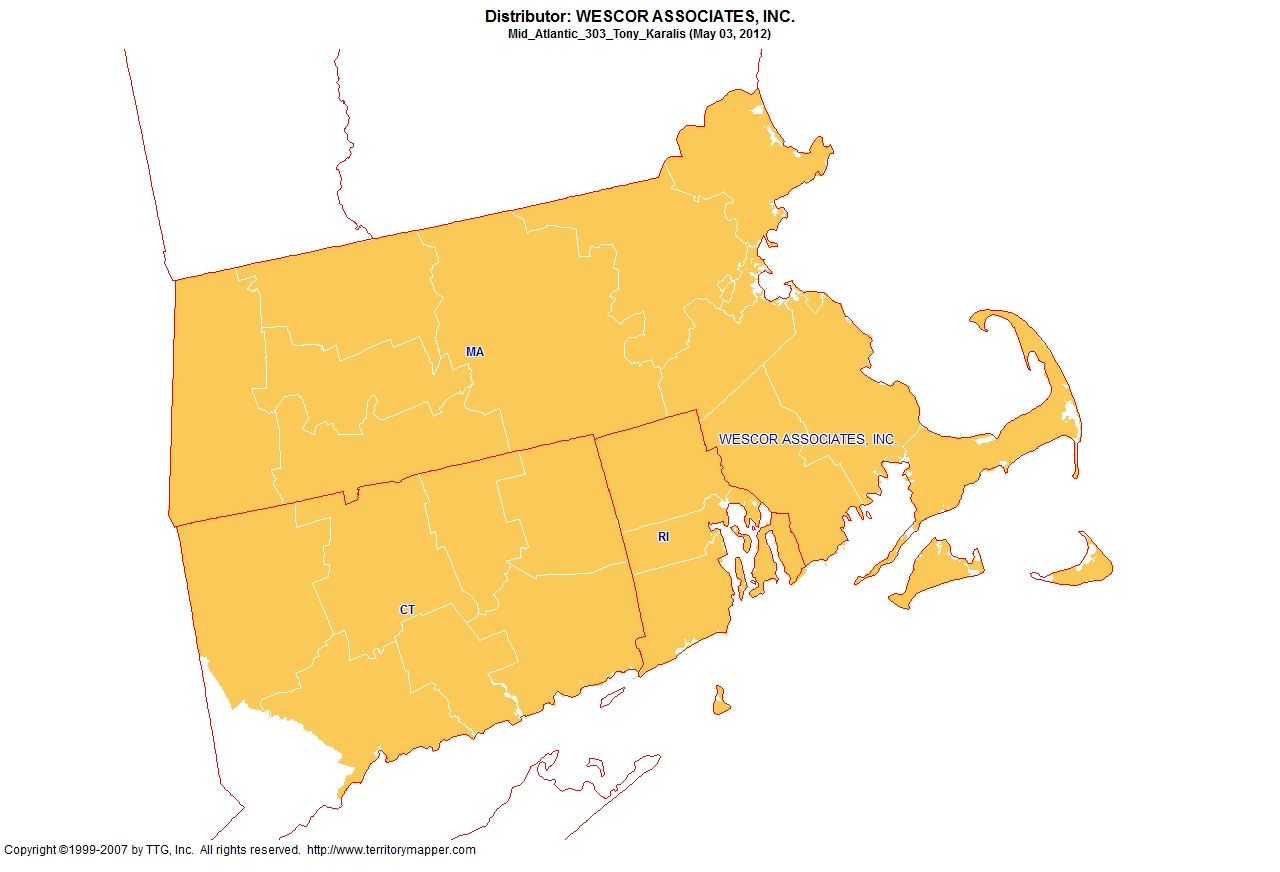 Distributor: WESCOR ASSOCIATES, INC.
Mid_Atlantic_303_Tony_Karalis (May 03, 2012)
MA
WESCOR ASSOCIATES, INC.
RI
CT
Copyright ©1999-2007 by TTG, Inc.  All rights reserved.  http://www.territorymapper.com